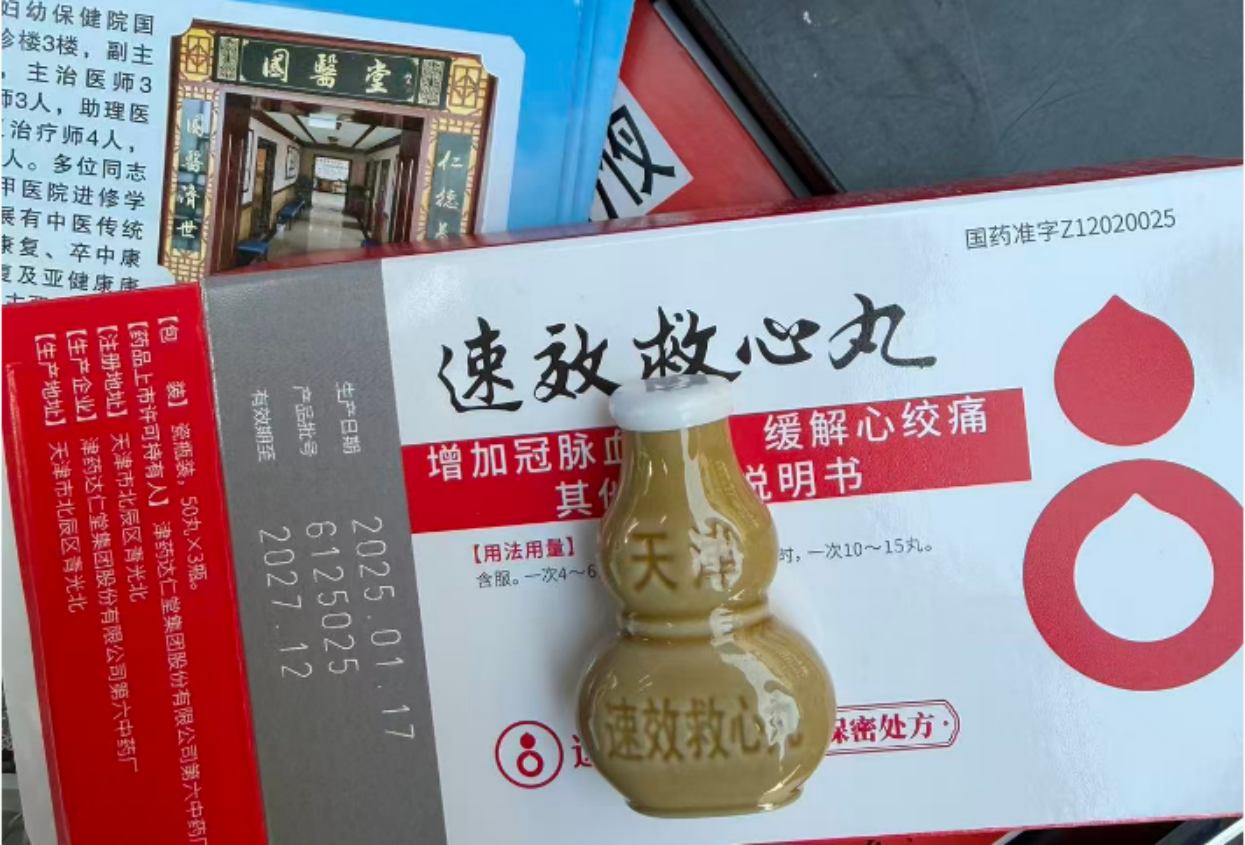 妇幼保健院国
诊楼3楼，副主
，主治医师3
师3人，助理医
治疗师4人，
人。多位同志
甲医院进修学
展有中医传统
康复、卒中康
复及亚健康康
國醫堂
國醫濟世
仁德
液
国药准字Z12020025
速效救心丸
增加冠脉血 缓解心绞痛
其他 说明书
【用法用量】 时，一次10～15丸。
含服。一次4～6
天津
速效救心丸
速
保密处方
生产日期 2025.01.17
产品批号 6125025
有效期至 2027.12
【包 装】 瓷瓶装，50丸×3瓶。
【药品上市许可持有人】 津药达仁堂集团股份有限公司第六中药厂
【注册地址】 天津市北辰区青光北
【生产企业】 津药达仁堂集团股份有限公司第六中药厂
【生产地址】 天津市北辰区青光北